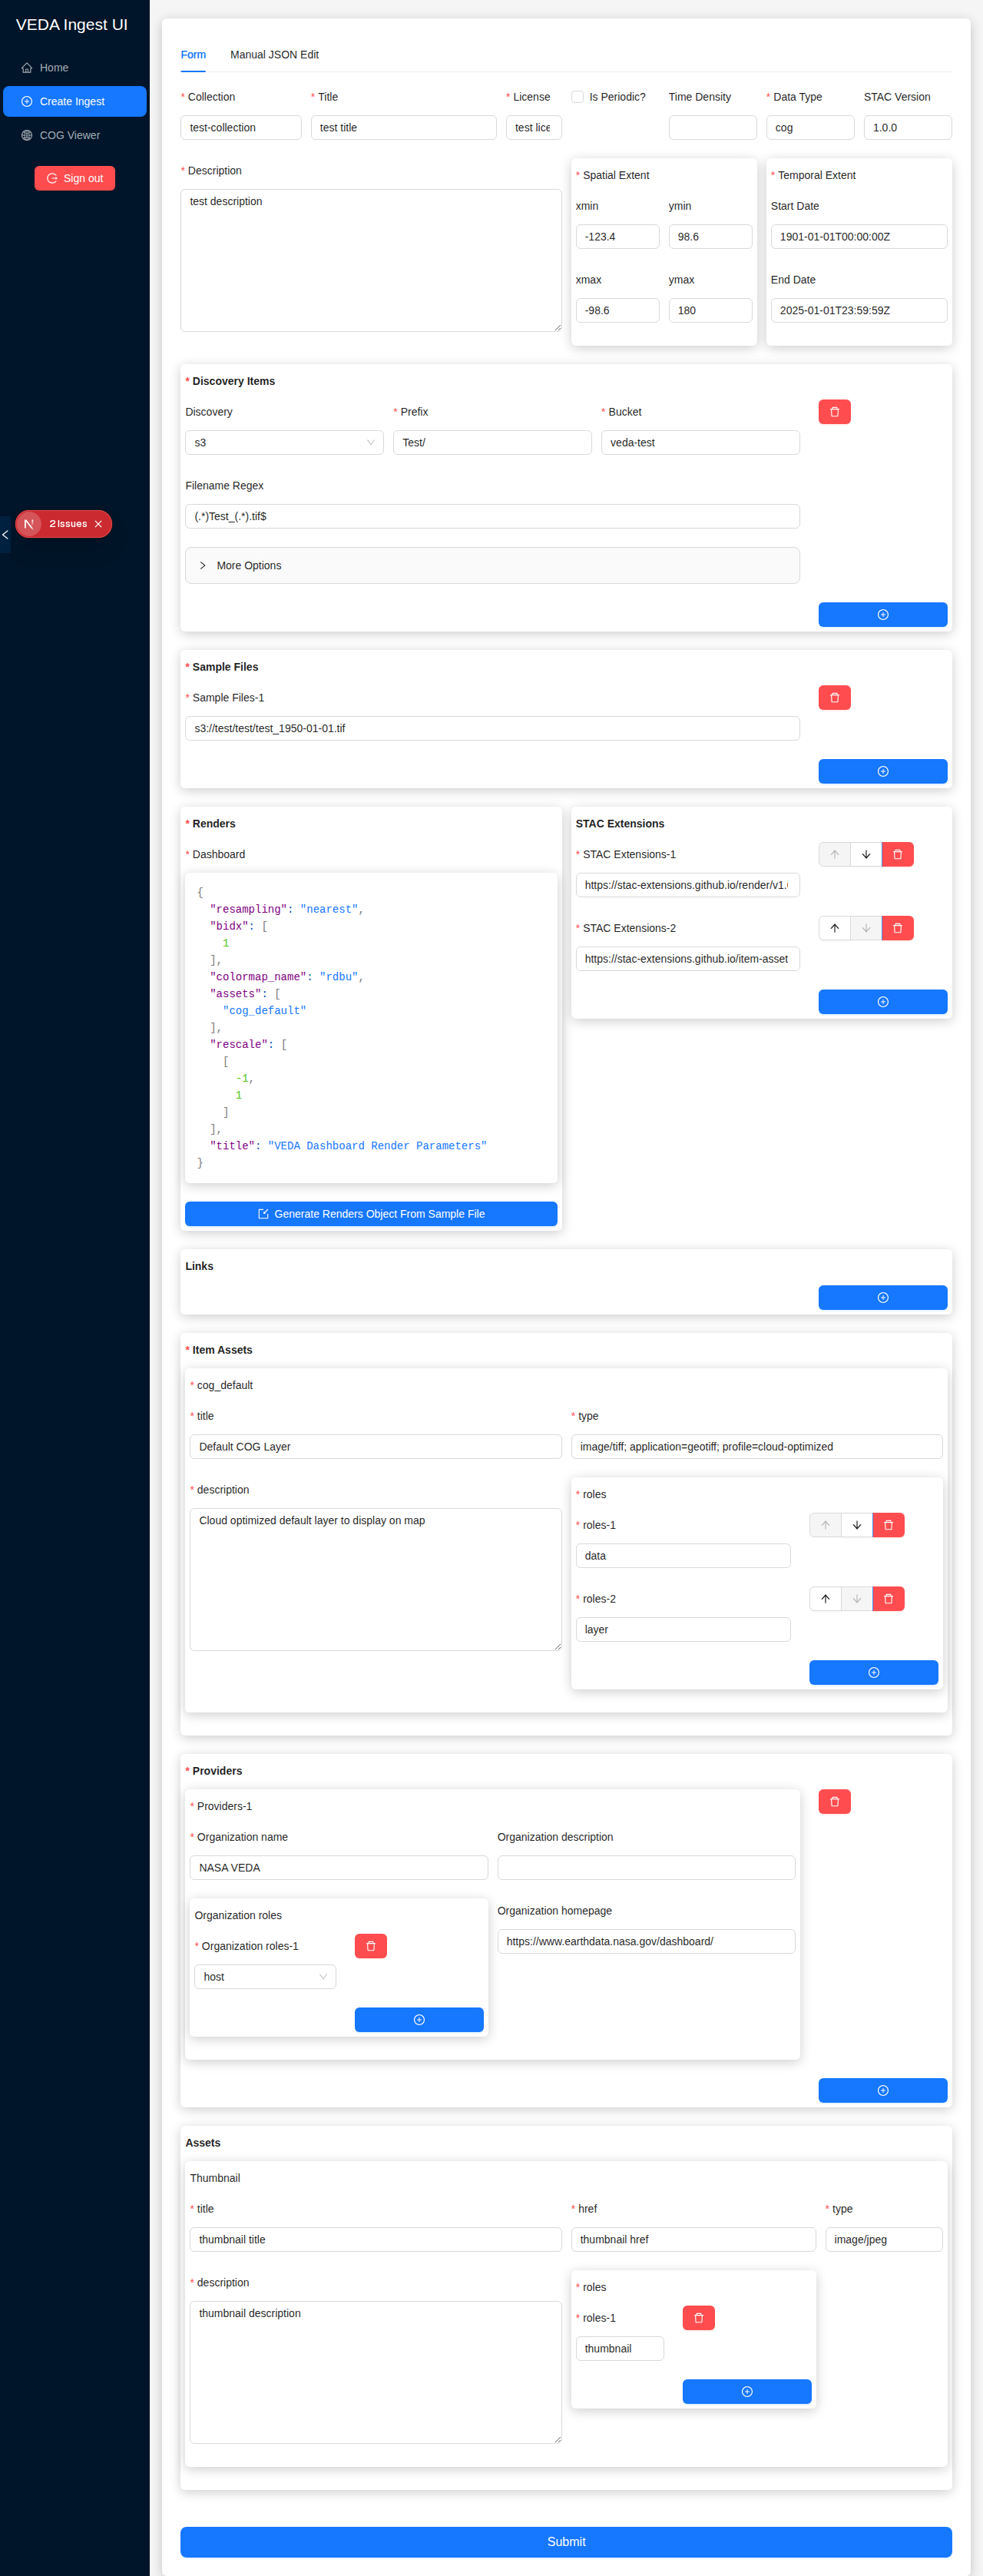 VEDA Ingest UI
Home
Create Ingest
COG Viewer
Sign out
2 Issues
Form
Manual JSON Edit
* Collection
* Title
* License
Is Periodic?
Time Density
* Data Type
STAC Version
test-collection
test title
test lice
cog
1.0.0
* Description
test description
* Spatial Extent
xmin
ymin
-123.4
98.6
xmax
ymax
-98.6
180
* Temporal Extent
Start Date
1901-01-01T00:00:00Z
End Date
2025-01-01T23:59:59Z
* Discovery Items
Discovery
* Prefix
* Bucket
s3
Test/
veda-test
Filename Regex
(.*)Test_(.*).tif$
More Options
* Sample Files
* Sample Files-1
s3://test/test/test_1950-01-01.tif
* Renders
* Dashboard
{
"resampling": "nearest",
"bidx": [
1
],
"colormap_name": "rdbu",
"assets": [
"cog_default"
],
"rescale": [
[
-1,
1
]
],
"title": "VEDA Dashboard Render Parameters"
}
Generate Renders Object From Sample File
STAC Extensions
* STAC Extensions-1
https://stac-extensions.github.io/render/v1.
* STAC Extensions-2
https://stac-extensions.github.io/item-asset
Links
* Item Assets
* cog_default
* title
* type
Default COG Layer
image/tiff; application=geotiff; profile=cloud-optimized
* description
Cloud optimized default layer to display on map
* roles
* roles-1
data
* roles-2
layer
* Providers
* Providers-1
* Organization name
Organization description
NASA VEDA
Organization roles
* Organization roles-1
host
Organization homepage
https://www.earthdata.nasa.gov/dashboard/
Assets
Thumbnail
* title
* href
* type
thumbnail title
thumbnail href
image/jpeg
* description
thumbnail description
* roles
* roles-1
thumbnail
Submit